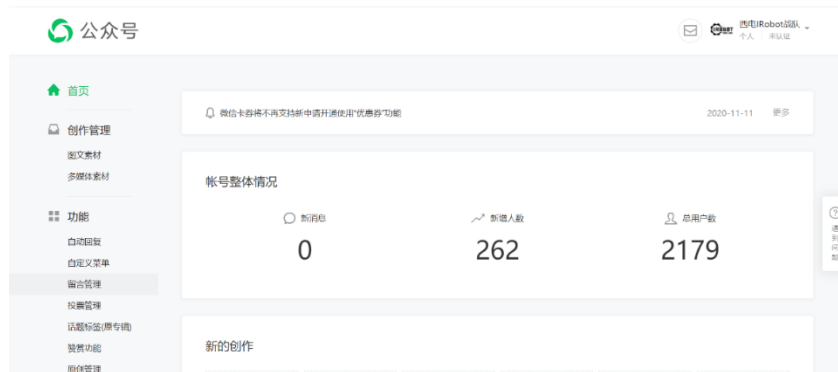 公众号
西电IRobot战队
个人 未认证
首页
创作管理
图文素材
多媒体素材
功能
自动回复
自定义菜单
留言管理
投票管理
话题标签(原专辑)
赞赏功能
原创管理
微信卡券将不再支持新申请开通使用“优惠券”功能 2020-11-11 更多
帐号整体情况
新消息 新增人数 总用户数
0 262 2179
新的创作